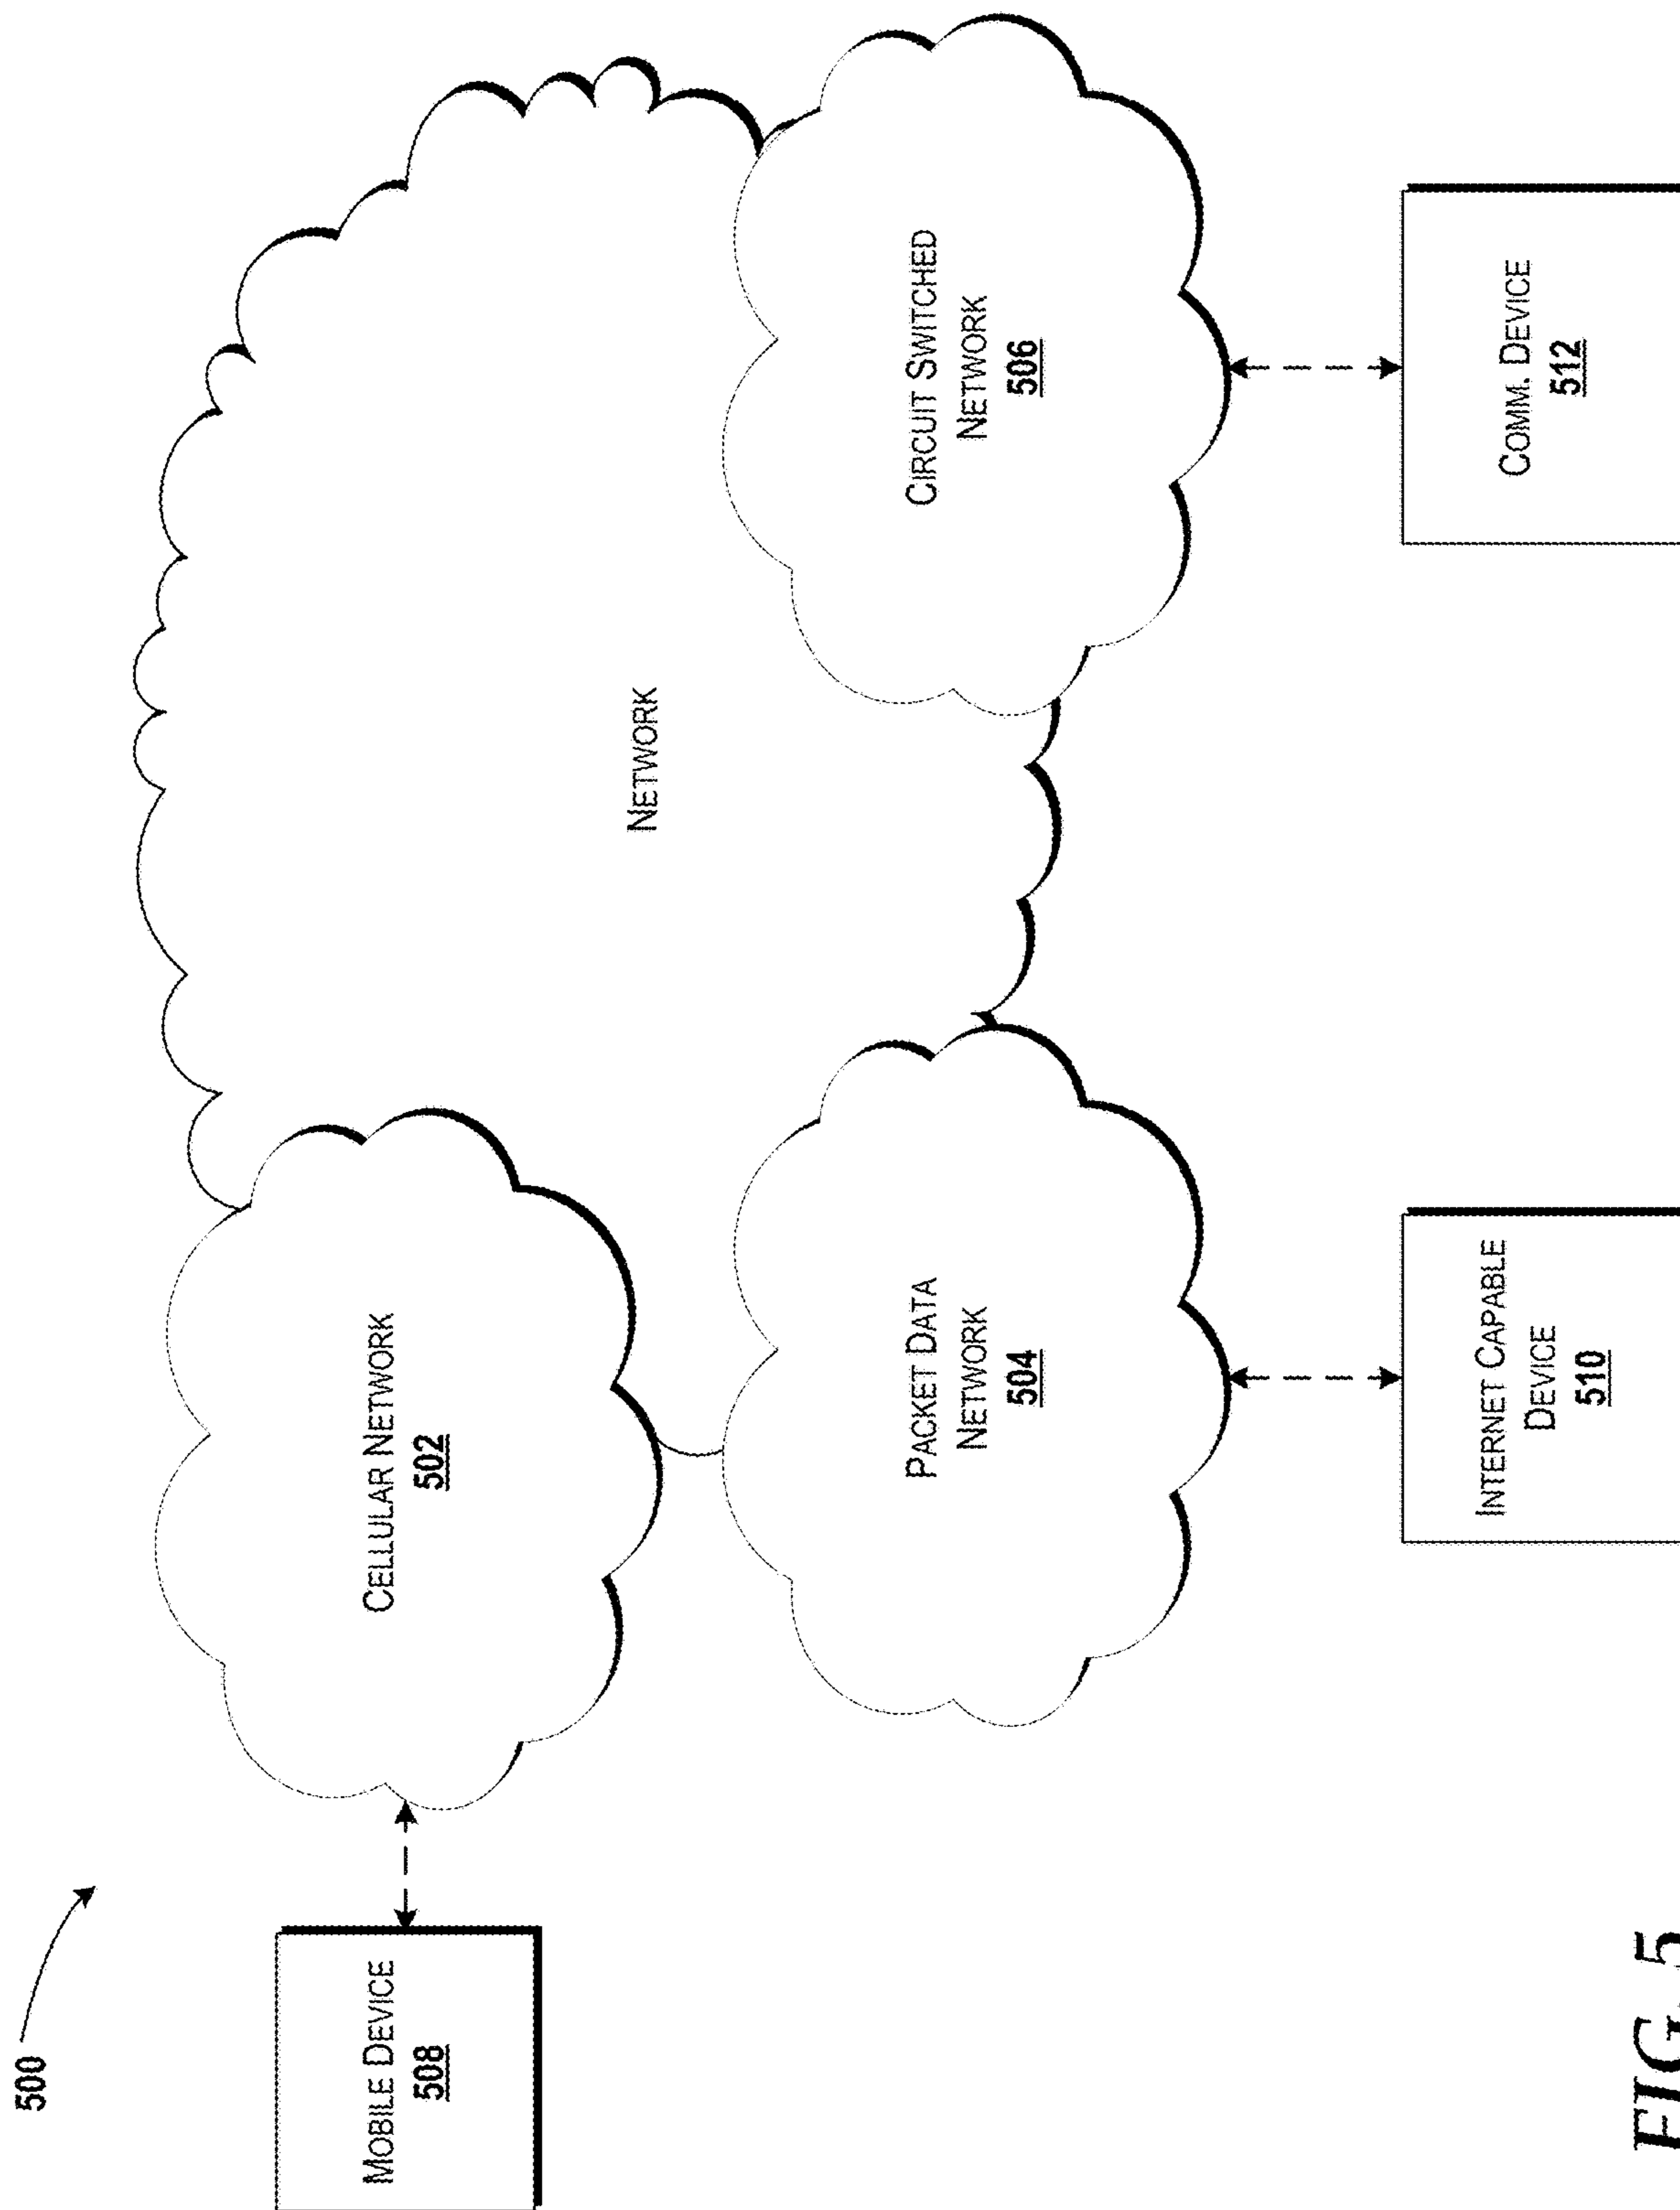 500
MOBILE DEVICE
508
CELLULAR NETWORK
502
NETWORK
PACKET DATA
NETWORK
504
CIRCUIT SWITCHED
NETWORK
506
INTERNET CAPABLE
DEVICE
510
COMM. DEVICE
512
FIG. 5